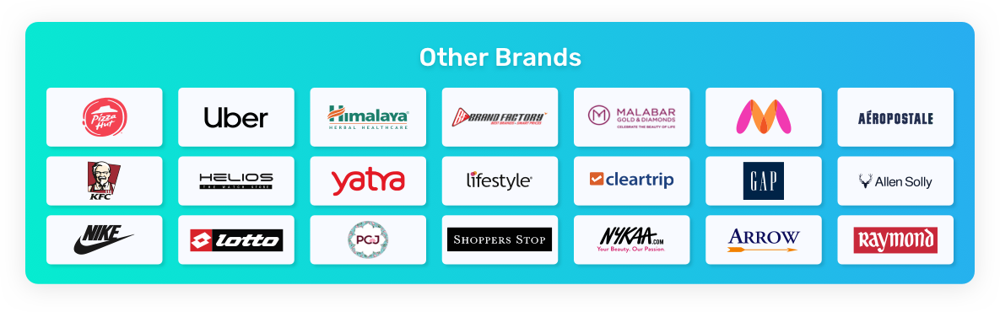 Other Brands
Pizza
Hut
Uber
Himalaya®
HERBAL HEALTHCARE
BRAND FACTORY
BEST BRANDS • SMART PRICES
M
MALABAR
GOLD & DIAMONDS
CELEBRATE THE BEAUTY OF LIFE
AÉROPOSTALE
KFC
HELIOS
THE WATCH STORE
yatra
lifestyle®
cleartrip
GAP
Allen Solly
NIKE
lotto
PCJ
SHOPPERS STOP
NYKAA.COM
Your Beauty. Our Passion.
ARROW
Raymond